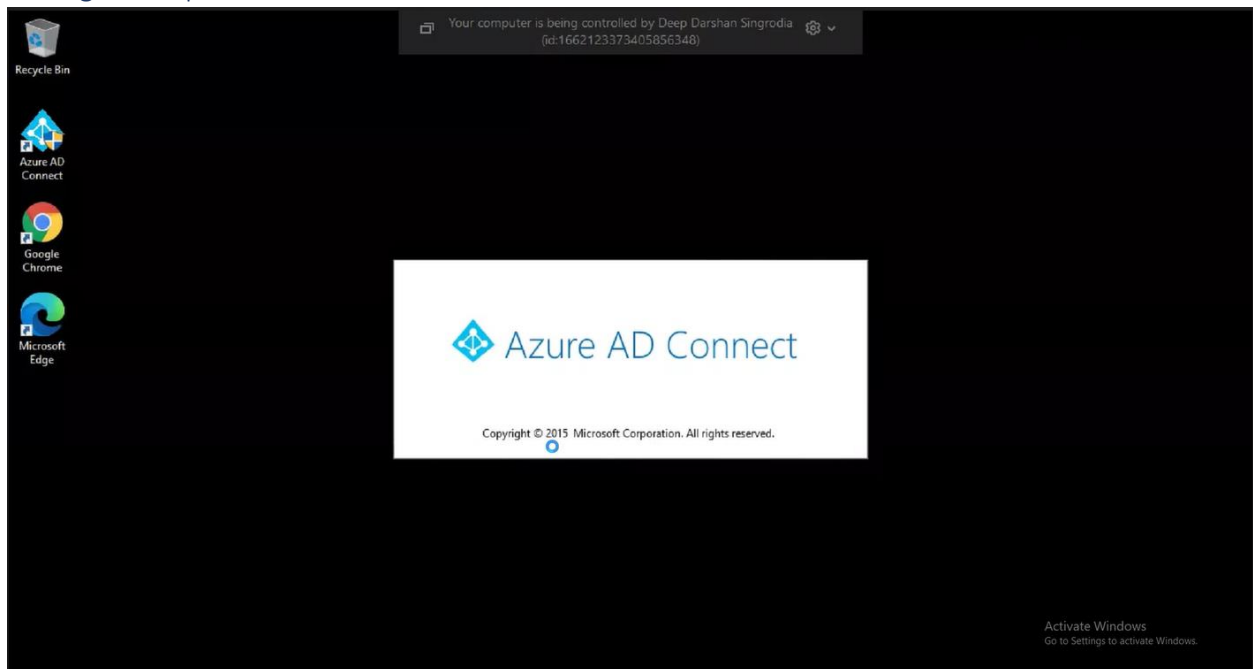 Your computer is being controlled by Deep Darshan Singrodia
(id:1662123373405856348)
Recycle Bin
Azure AD
Connect
Google
Chrome
Microsoft
Edge
Azure AD Connect
Copyright © 2015 Microsoft Corporation. All rights reserved.
Activate Windows
Go to Settings to activate Windows.